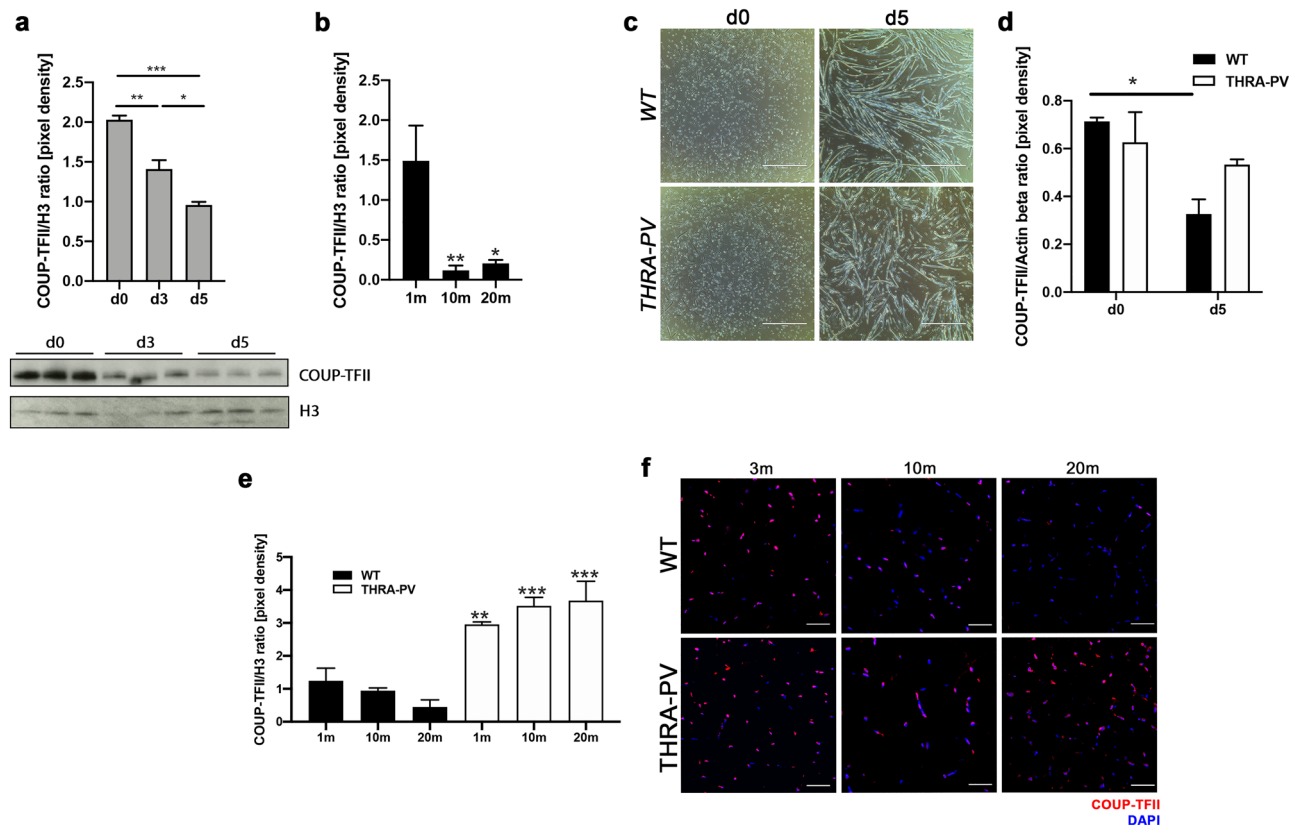 a
COUP-TFII/H3 ratio [pixel density]
2.5
2.0
1.5
1.0
0.5
0.0
***
**
*
d0
d3
d5
d0
d3
d5
COUP-TFII
H3
b
COUP-TFII/H3 ratio [pixel density]
2.5
2.0
1.5
1.0
0.5
0.0
**
*
1m
10m
20m
c
d0
d5
WT
THRA-PV
d
WT
THRA-PV
COUP-TFII/Actin beta ratio [pixel density]
0.8
0.6
0.4
0.2
0.0
*
d0
d5
e
COUP-TFII/H3 ratio [pixel density]
5
4
3
2
1
0
WT
THRA-PV
**
***
***
1m
10m
20m
1m
10m
20m
f
3m
10m
20m
WT
THRA-PV
COUP-TFII
DAPI